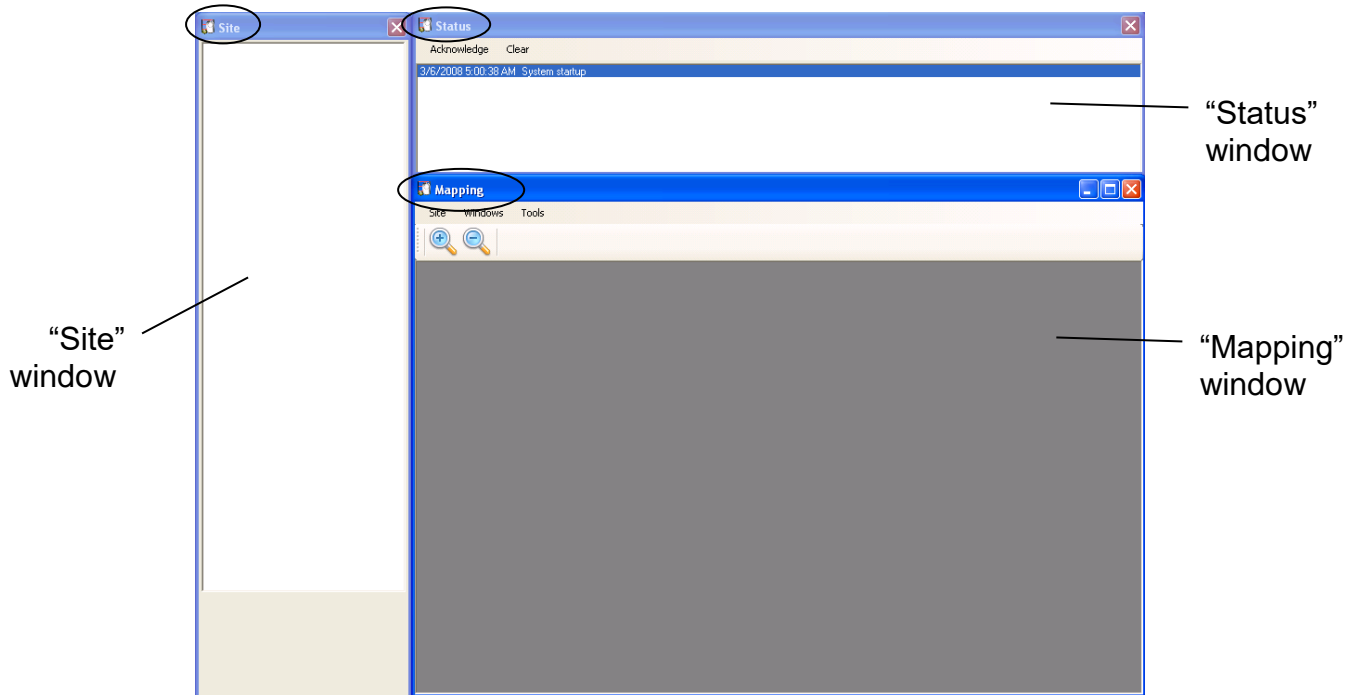 Site
Status
Acknowledge Clear
3/6/2008 5:00:38 AM System startup
“Status”
window
Mapping
Site Windows Tools
“Site”
window
“Mapping”
window